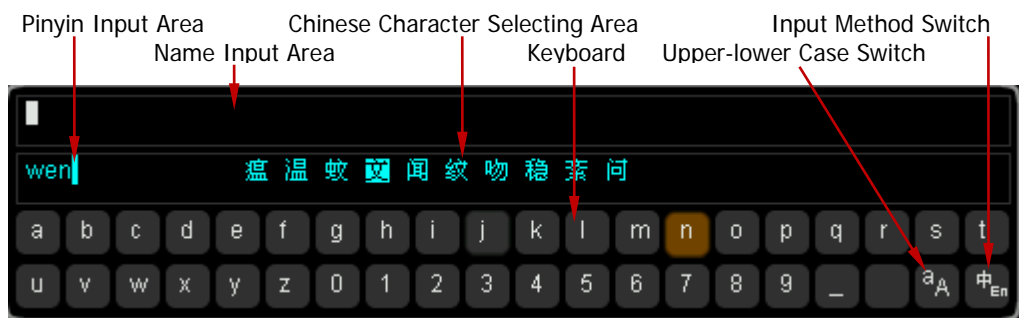 Pinyin Input Area Chinese Character Selecting Area Input Method Switch
Name Input Area Keyboard Upper-lower Case Switch
wen 瘟 温 蚊 文 闻 纹 吻 稳 紊 问
a b c d e f g h i j k l m n o p q r s t
u v w x y z 0 1 2 3 4 5 6 7 8 9 _ aA 中En